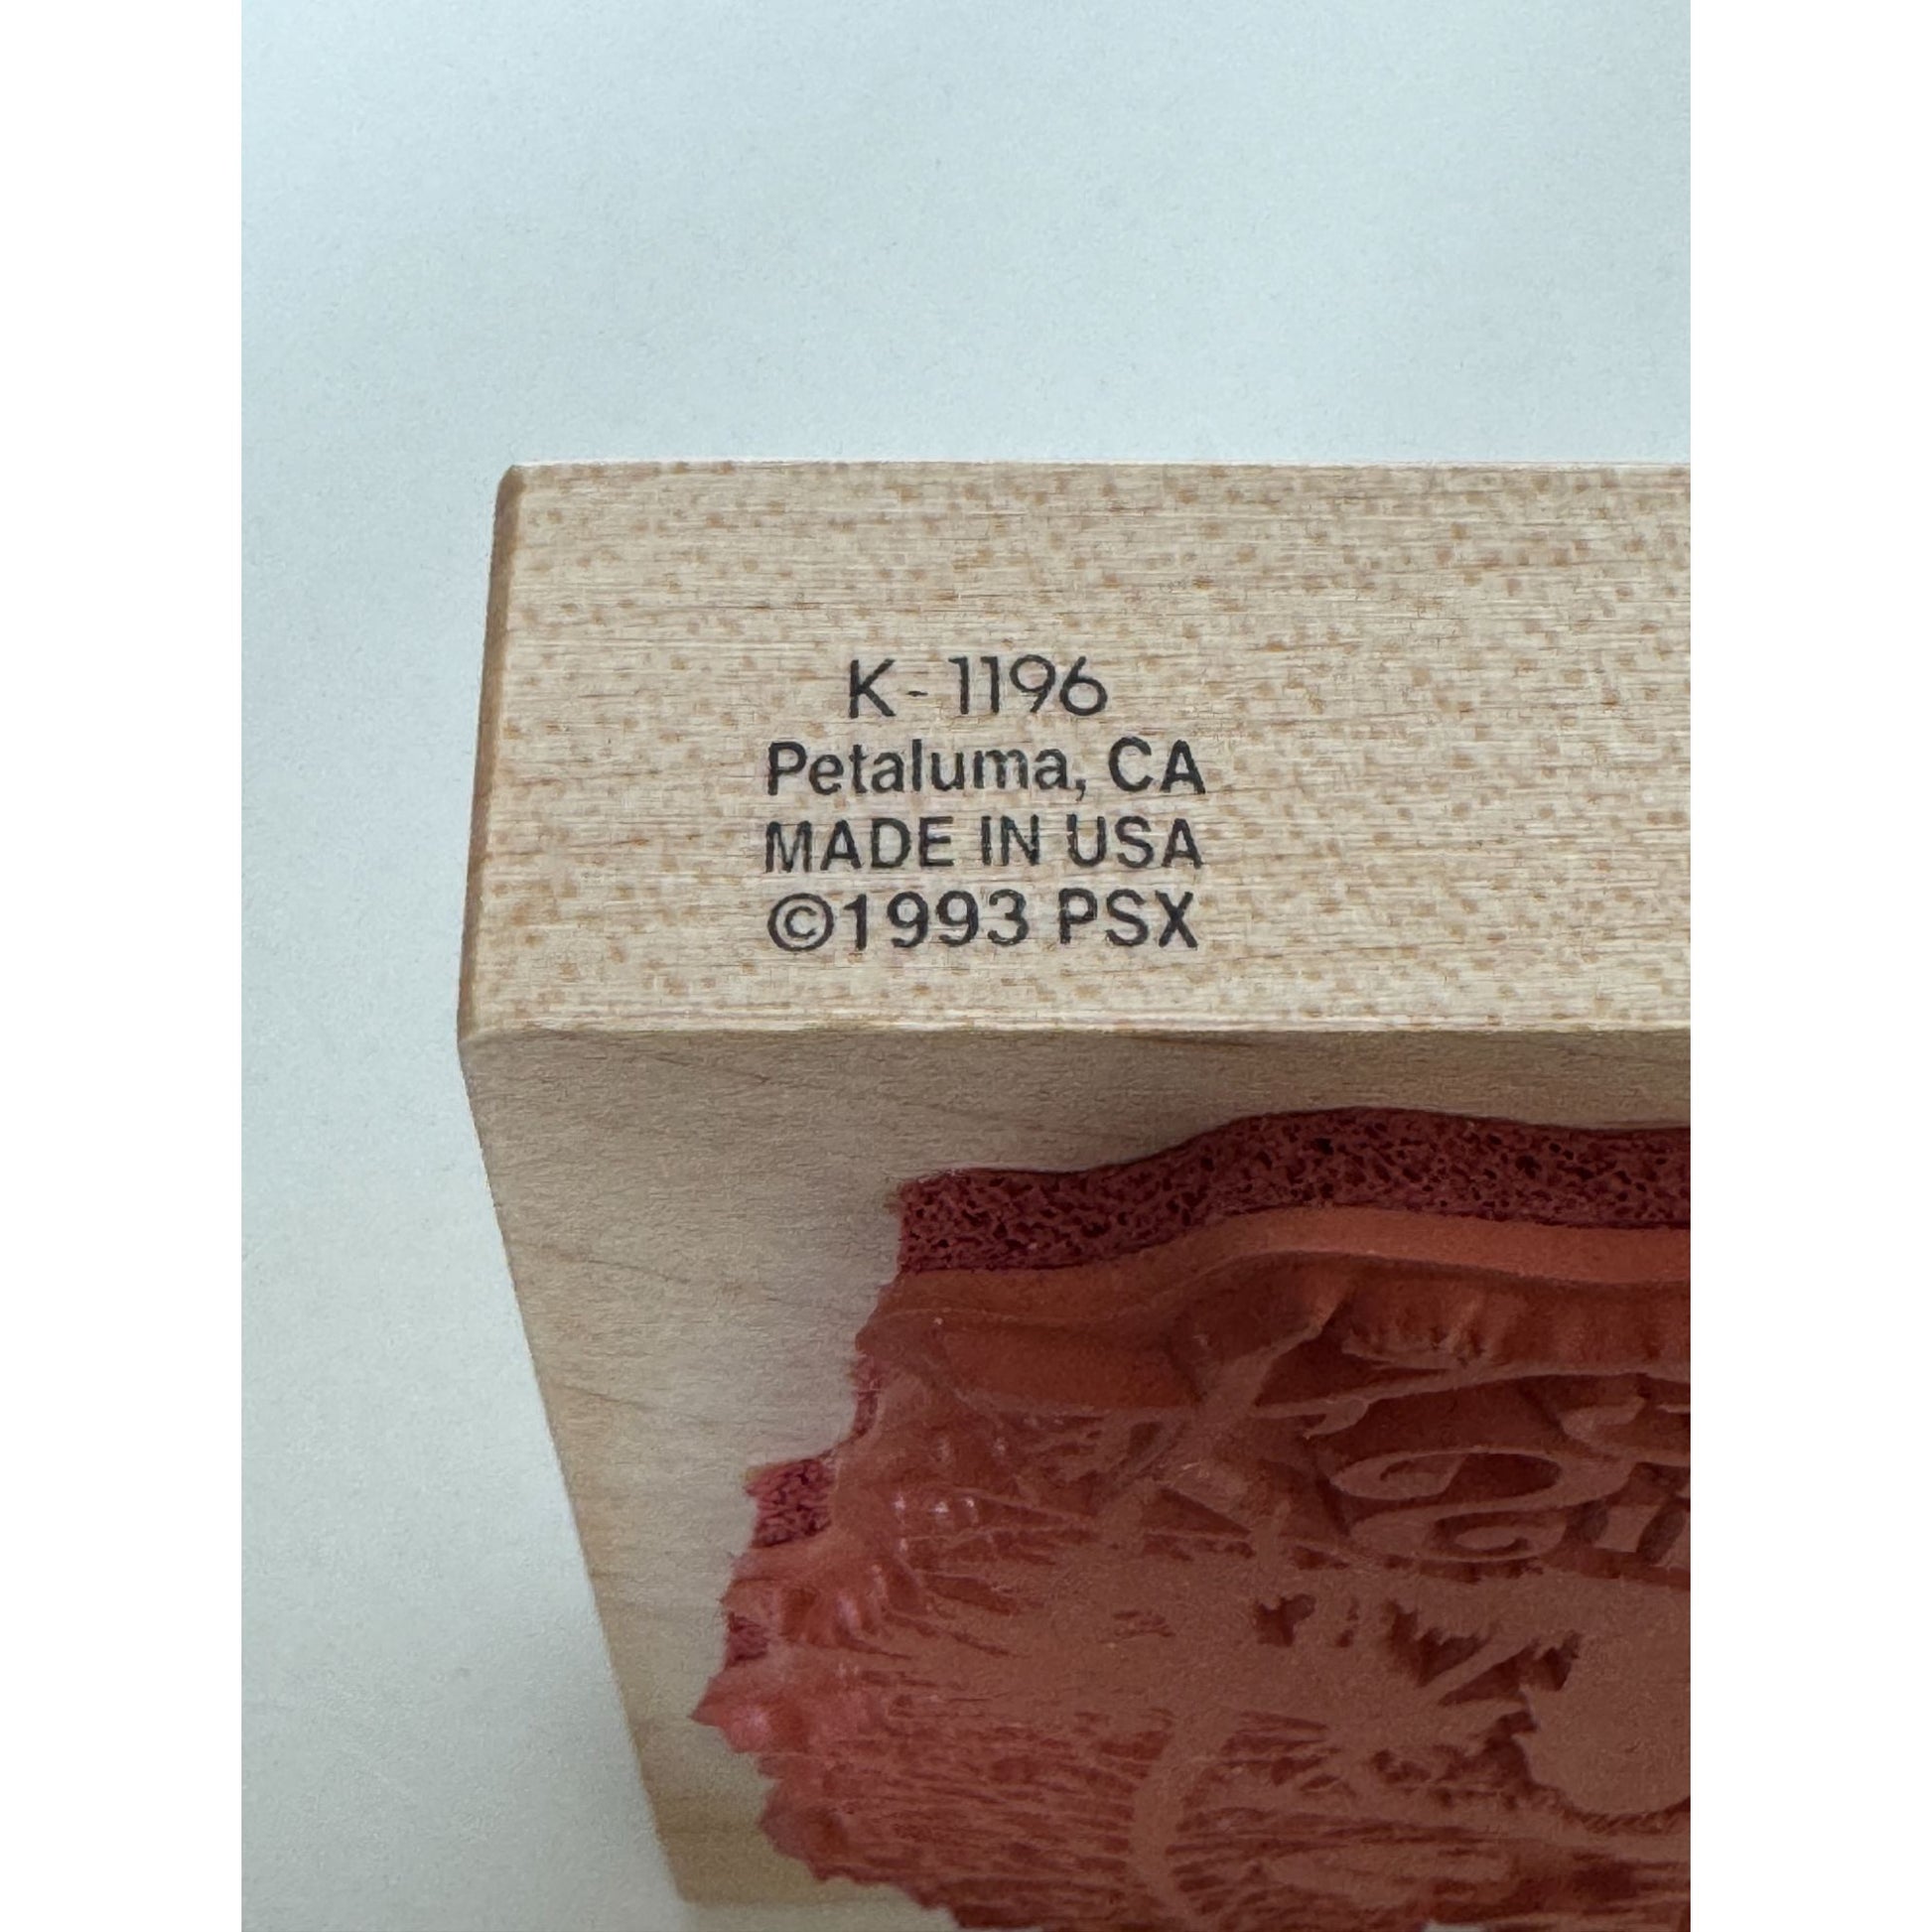 K-1196
Petaluma, CA
MADE IN USA
©1993 PSX